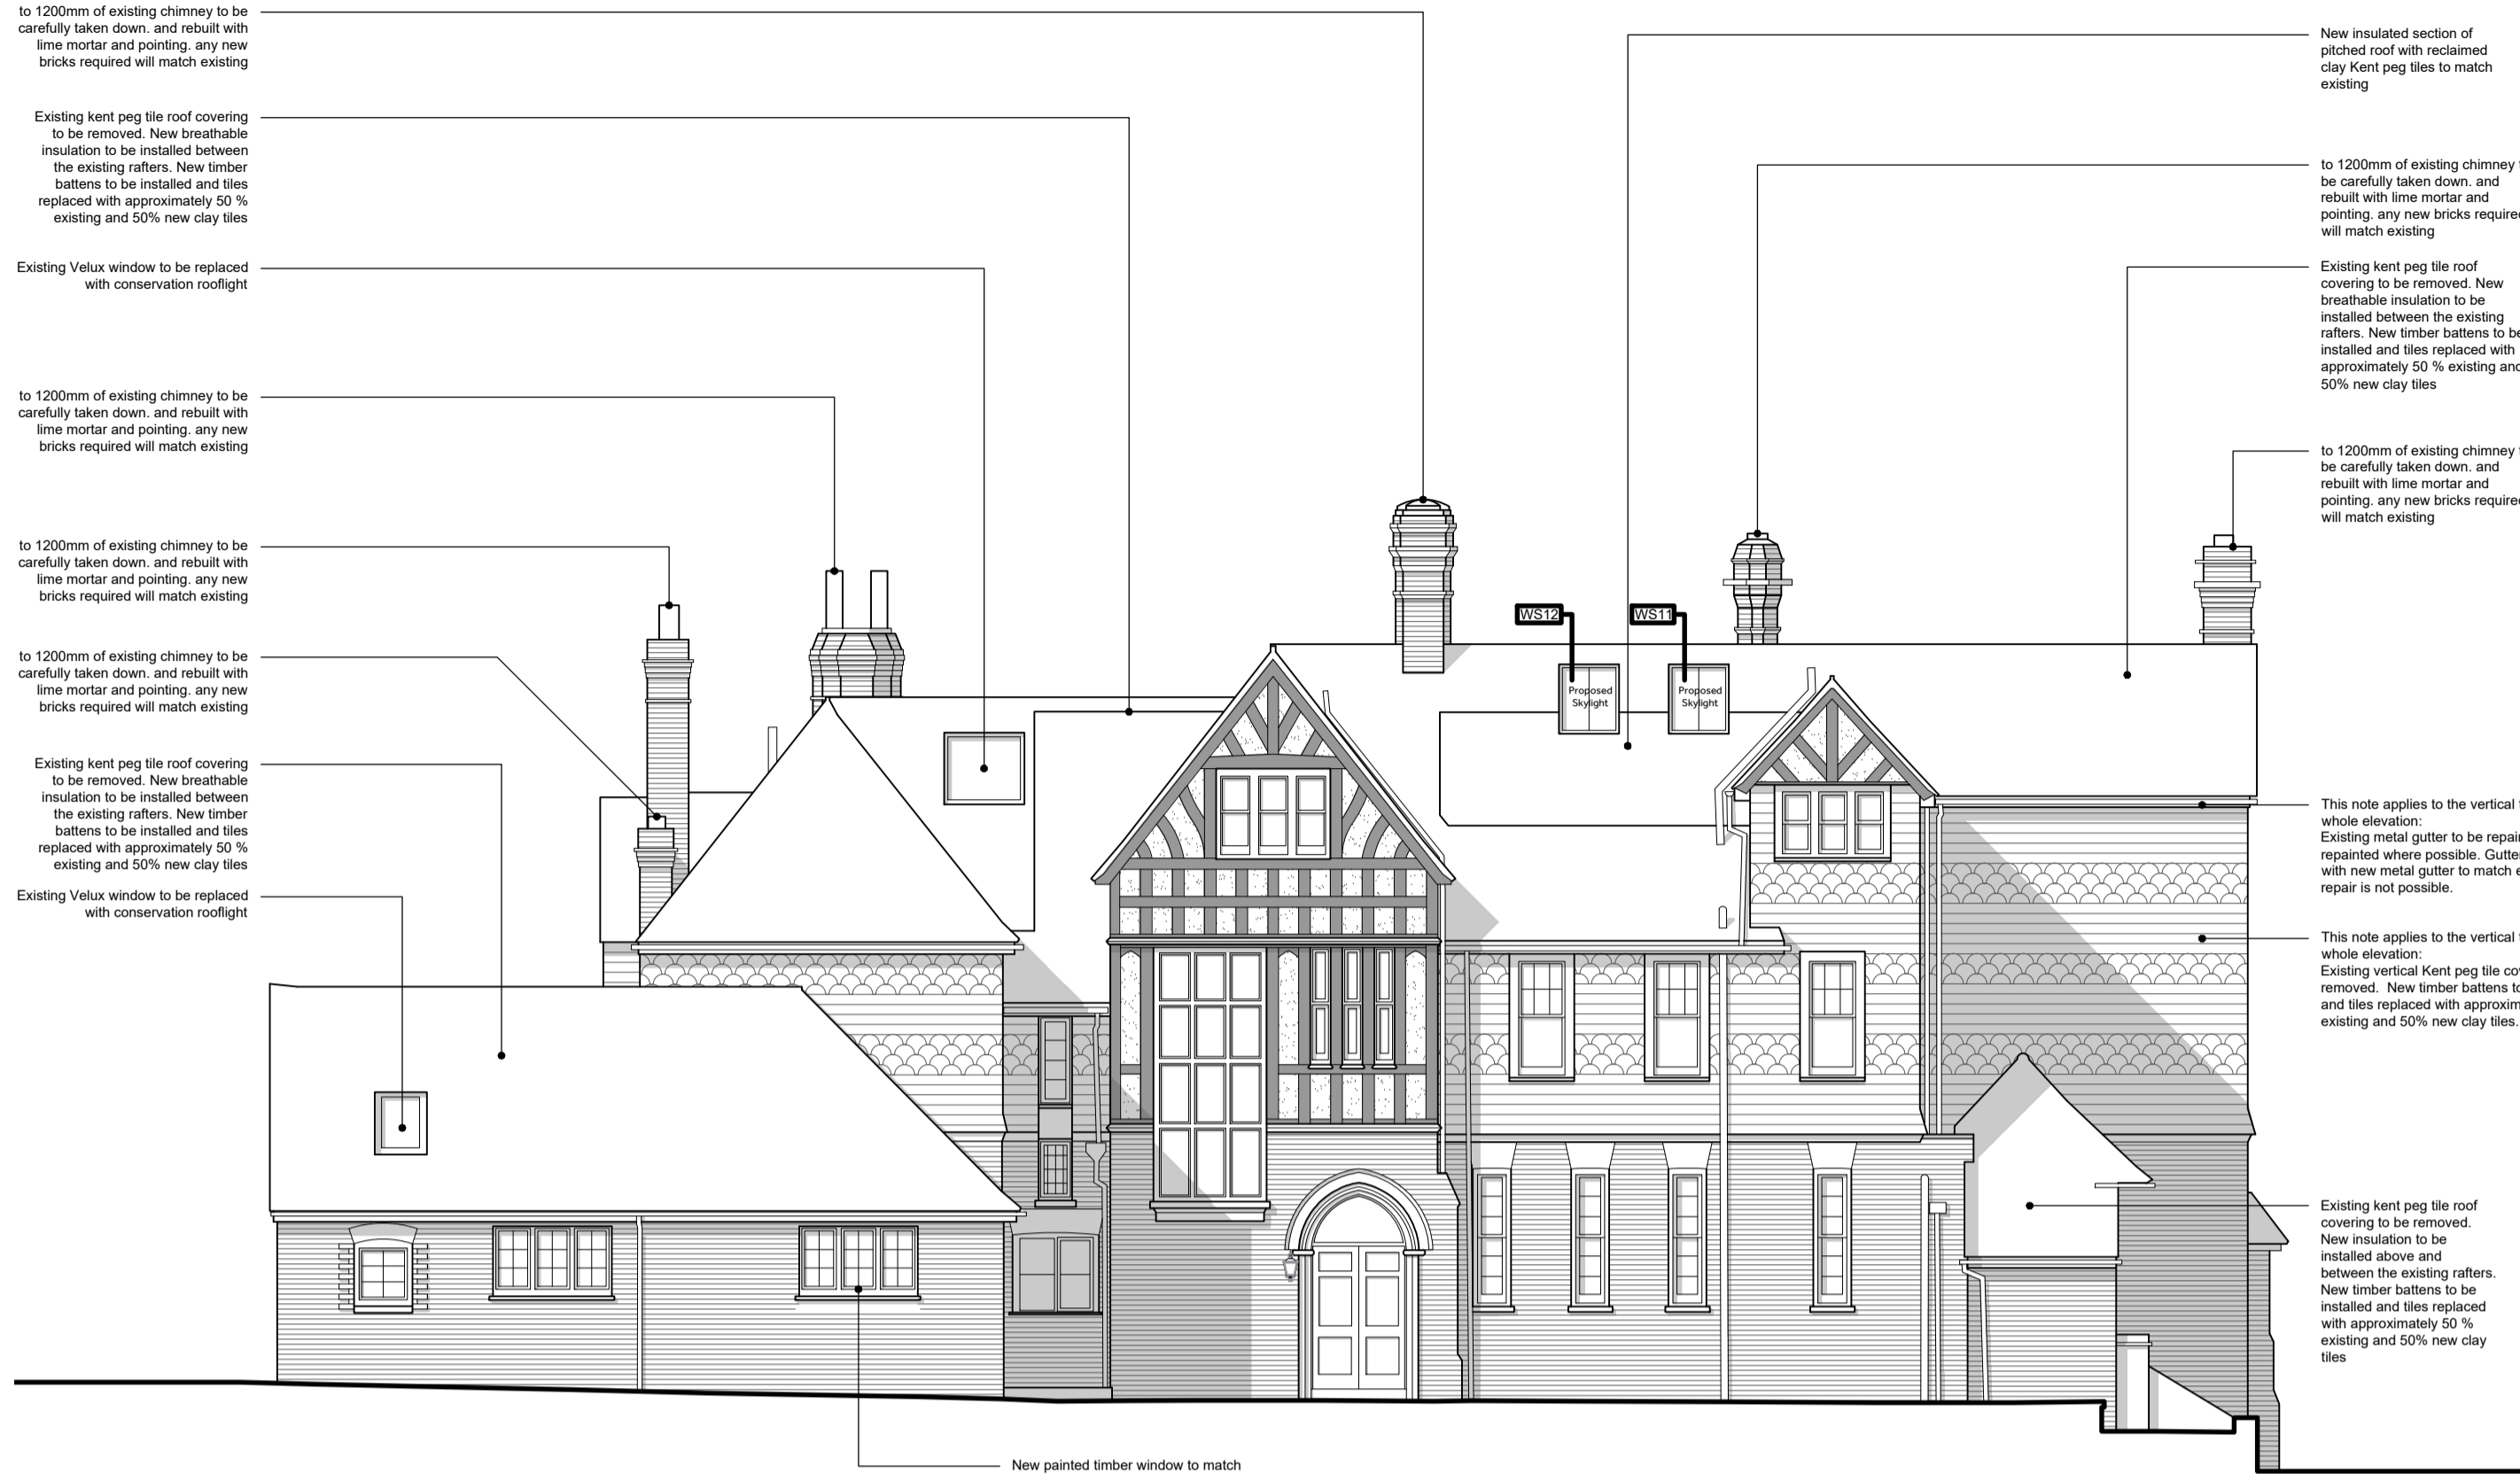 to 1200mm of existing chimney to be
carefully taken down. and rebuilt with
lime mortar and pointing. any new
bricks required will match existing
Existing kent peg tile roof covering
to be removed. New breathable
insulation to be installed between
the existing rafters. New timber
battens to be installed and tiles
replaced with approximately 50 %
existing and 50% new clay tiles
Existing Velux window to be replaced
with conservation rooflight
to 1200mm of existing chimney to be
carefully taken down. and rebuilt with
lime mortar and pointing. any new
bricks required will match existing
to 1200mm of existing chimney to be
carefully taken down. and rebuilt with
lime mortar and pointing. any new
bricks required will match existing
to 1200mm of existing chimney to be
carefully taken down. and rebuilt with
lime mortar and pointing. any new
bricks required will match existing
Existing kent peg tile roof covering
to be removed. New breathable
insulation to be installed between
the existing rafters. New timber
battens to be installed and tiles
replaced with approximately 50 %
existing and 50% new clay tiles
Existing Velux window to be replaced
with conservation rooflight
WS12
WS11
Proposed
Skylight
Proposed
Skylight
New painted timber window to match
New insulated section of
pitched roof with reclaimed
clay Kent peg tiles to match
existing
to 1200mm of existing chimney
be carefully taken down. and
rebuilt with lime mortar and
pointing. any new bricks require
will match existing
Existing kent peg tile roof
covering to be removed. New
breathable insulation to be
installed between the existing
rafters. New timber battens to be
installed and tiles replaced with
approximately 50 % existing and
50% new clay tiles
to 1200mm of existing chimney
be carefully taken down. and
rebuilt with lime mortar and
pointing. any new bricks require
will match existing
This note applies to the vertical
whole elevation:
Existing metal gutter to be repai
repainted where possible. Gutte
with new metal gutter to match e
repair is not possible.
This note applies to the vertical
whole elevation:
Existing vertical Kent peg tile co
removed. New timber battens to
and tiles replaced with approxim
existing and 50% new clay tiles.
Existing kent peg tile roof
covering to be removed.
New insulation to be
installed above and
between the existing rafters.
New timber battens to be
installed and tiles replaced
with approximately 50 %
existing and 50% new clay
tiles